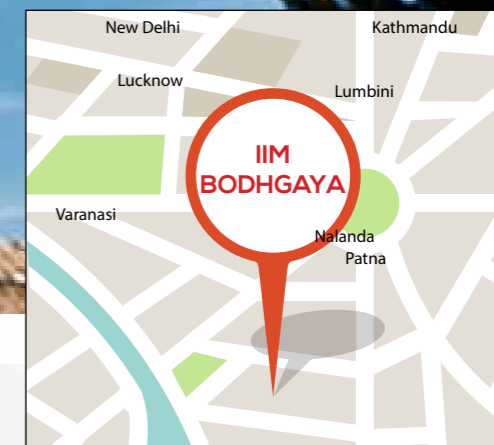 New Delhi
Kathmandu
Lucknow
Lumbini
IIM
BODHGAYA
Varanasi
Nalanda
Patna